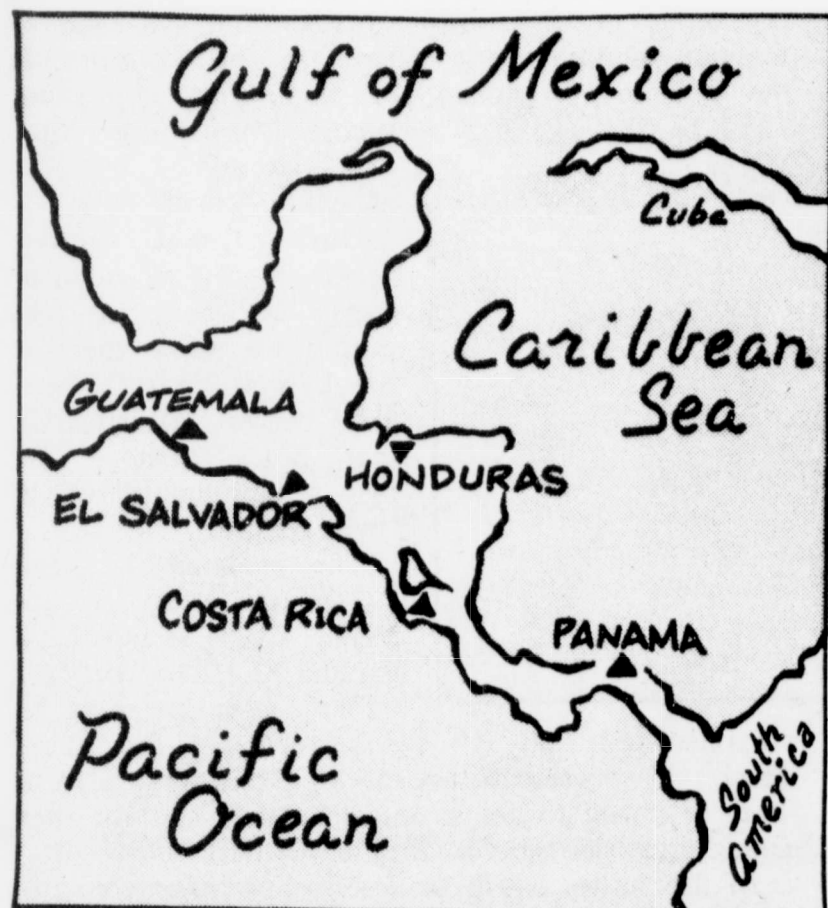 Gulf of Mexico
Cuba
Caribbean
Sea
GUATEMALA
HONDURAS
EL SALVADOR
COSTA RICA
PANAMA
Pacific
Ocean
South
America